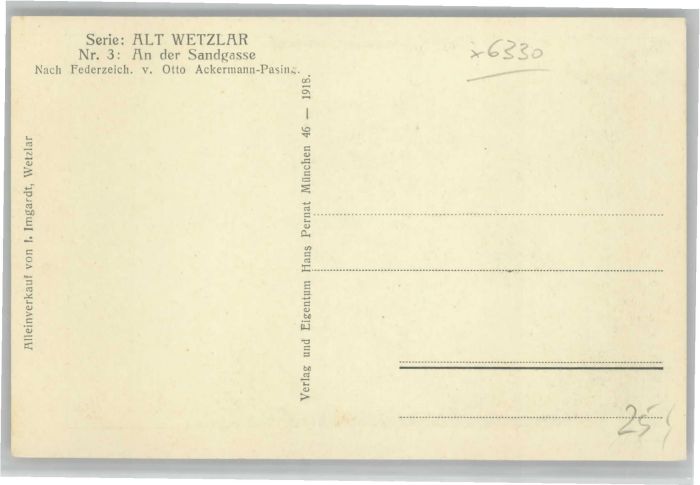 Serie: ALT WETZLAR
Nr. 3: An der Sandgasse
Nach Federzeich. v. Otto Ackermann-Pasing.
x6330
Alleinverkauf von Imgardt, Wetzlar
Verlag und Eigentum Hans Pernat München 46 — 1918.
25